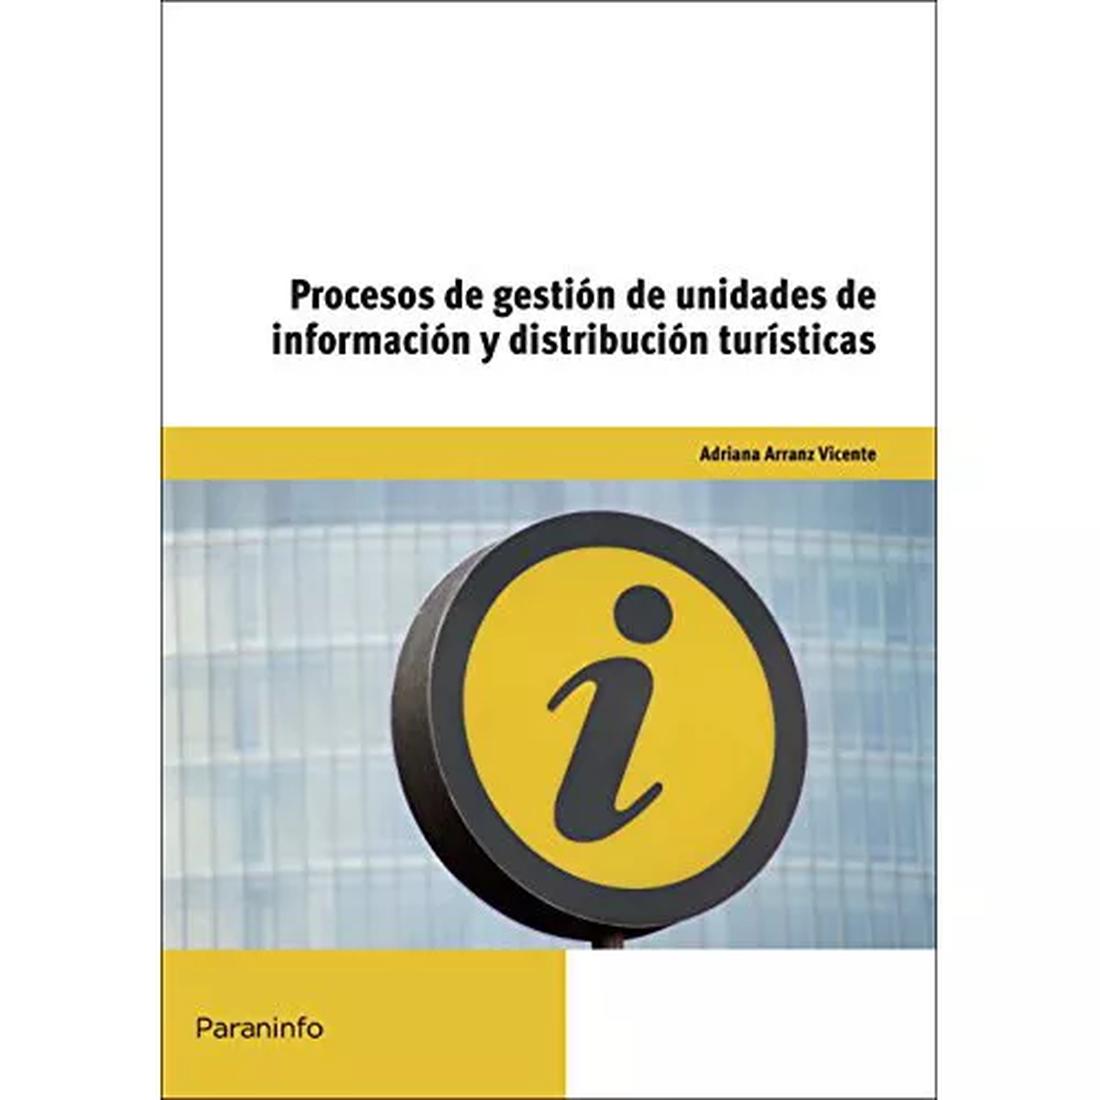 Procesos de gestión de unidades de
información y distribución turísticas
Adriana Arranz Vicente
i
Paraninfo